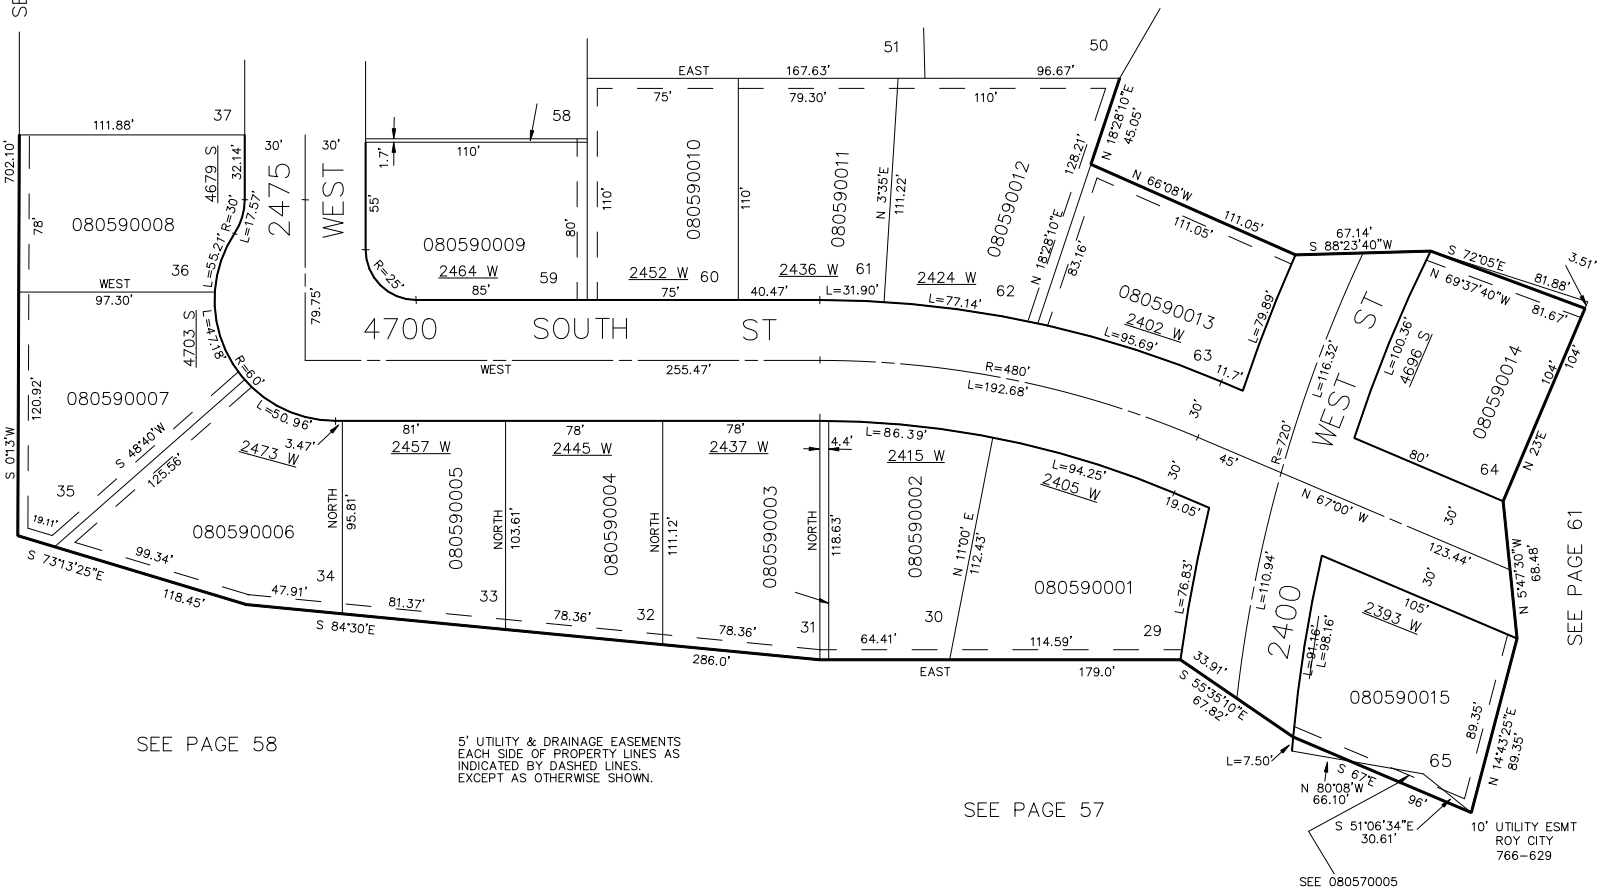 SE
50
51
EAST
167.63'
96.67'
N 18°28'10"E
45.05'
37
111.88'
58
75'
79.30'
110'
702.10'
4679 S
32.14'
30'
30'
1.7'
110'
128.21'
2475
WEST
N 66°08'W
111.05'
111.05'
78'
R=30'
L=17.57'
L=55.21'
55'
80'
110'
110'
N 3°35'E
111.22'
080590008
080590009
080590010
080590011
080590012
N 18°28'10"E
83.16'
67.14'
S 88°23'40"W
S 72°05'E
81.88'
3.51'
36
2464 W
59
2452 W
60
2436 W
61
2424 W
62
N 69°37'40"W
81.67'
WEST
97.30'
R=25'
85'
75'
40.47'
L=31.90'
L=77.14'
080590013
2402 W
L=79.89'
63
L=95.69'
11.7'
4703 S
L=47.18'
79.75'
4700
SOUTH
ST
ST
WEST
L=100.36'
4696 S
080590014
104'
104'
WEST
255.47'
R=480'
L=192.68'
L=116.32'
R=60'
120.92'
080590007
L=50.96'
30'
R=720'
80'
64
N 23°E
S 0°13'W
S 48°40'W
125.56'
3.47'
2473 W
81'
2457 W
78'
2445 W
78'
2437 W
4.4'
L=86.39'
2415 W
L=94.25'
2405 W
30'
19.05'
45'
N 67°00' W
30'
123.44'
35
19.11'
080590006
NORTH
95.81'
080590005
NORTH
103.61'
080590004
NORTH
111.12'
080590003
NORTH
118.63'
080590002
N 11°00' E
112.43'
080590001
L=76.83'
L=110.94'
2400
30'
105'
2393 W
N 5°47'30"W
68.48'
SEE PAGE 61
S 73°13'25"E
118.45'
99.34'
34
47.91'
81.37'
33
78.36'
32
78.36'
31
30
29
L=91.16'
L=98.16'
S 84°30'E
286.0'
64.41'
114.59'
EAST
179.0'
33.91'
S 55°35'10"E
67.82'
080590015
89.35'
N 14°43'25"E
89.35'
SEE PAGE 58
5' UTILITY & DRAINAGE EASEMENTS
EACH SIDE OF PROPERTY LINES AS
INDICATED BY DASHED LINES.
EXCEPT AS OTHERWISE SHOWN.
L=7.50'
65
S 67°E
96'
N 80°08'W
66.10'
SEE PAGE 57
S 51°06'34"E
30.61'
10' UTILITY ESMT
ROY CITY
766-629
SEE 080570005